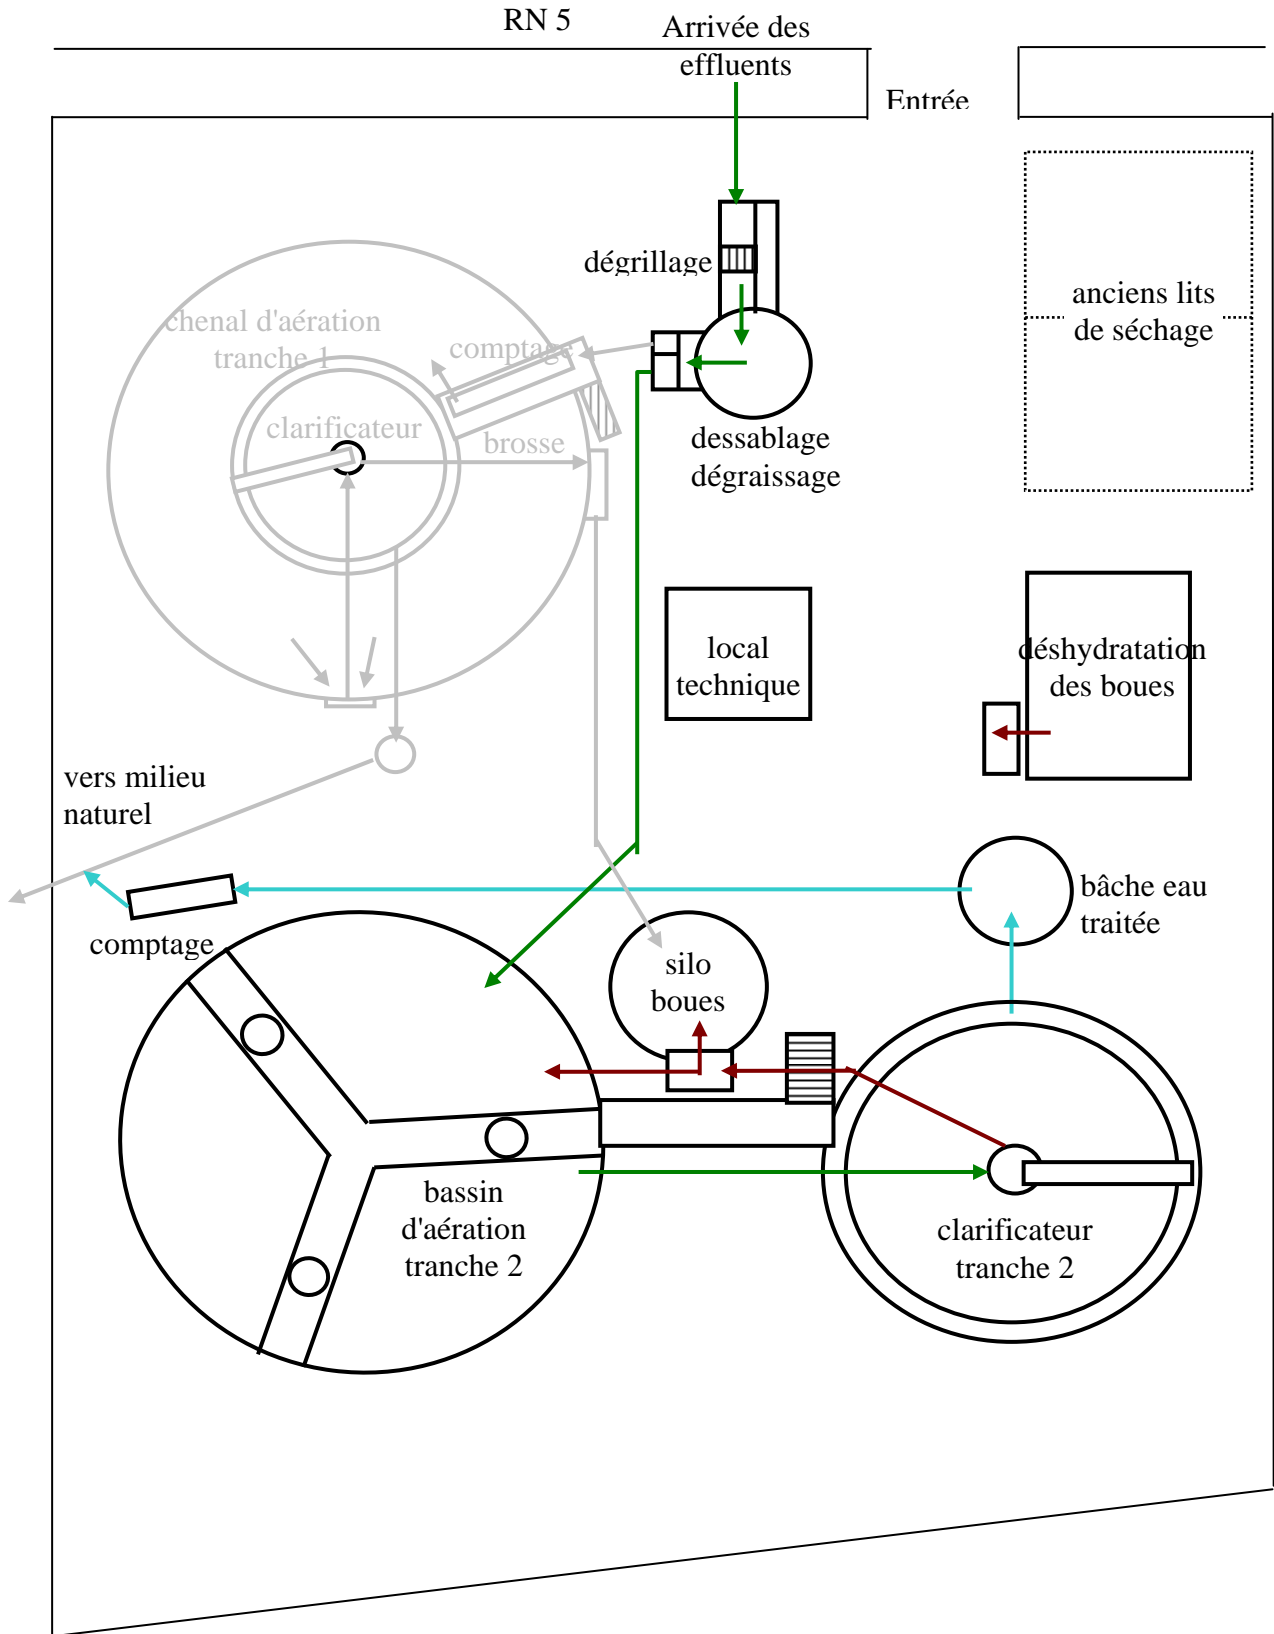 RN 5
Arrivée des
effluents
Entrée
dégrillage
anciens lits
de séchage
chenal d'aération
tranche 1
comptage
clarificateur
brosse
dessablage
dégraissage
local
technique
déshydratation
des boues
vers milieu
naturel
bâche eau
traitée
comptage
silo
boues
bassin
d'aération
tranche 2
clarificateur
tranche 2